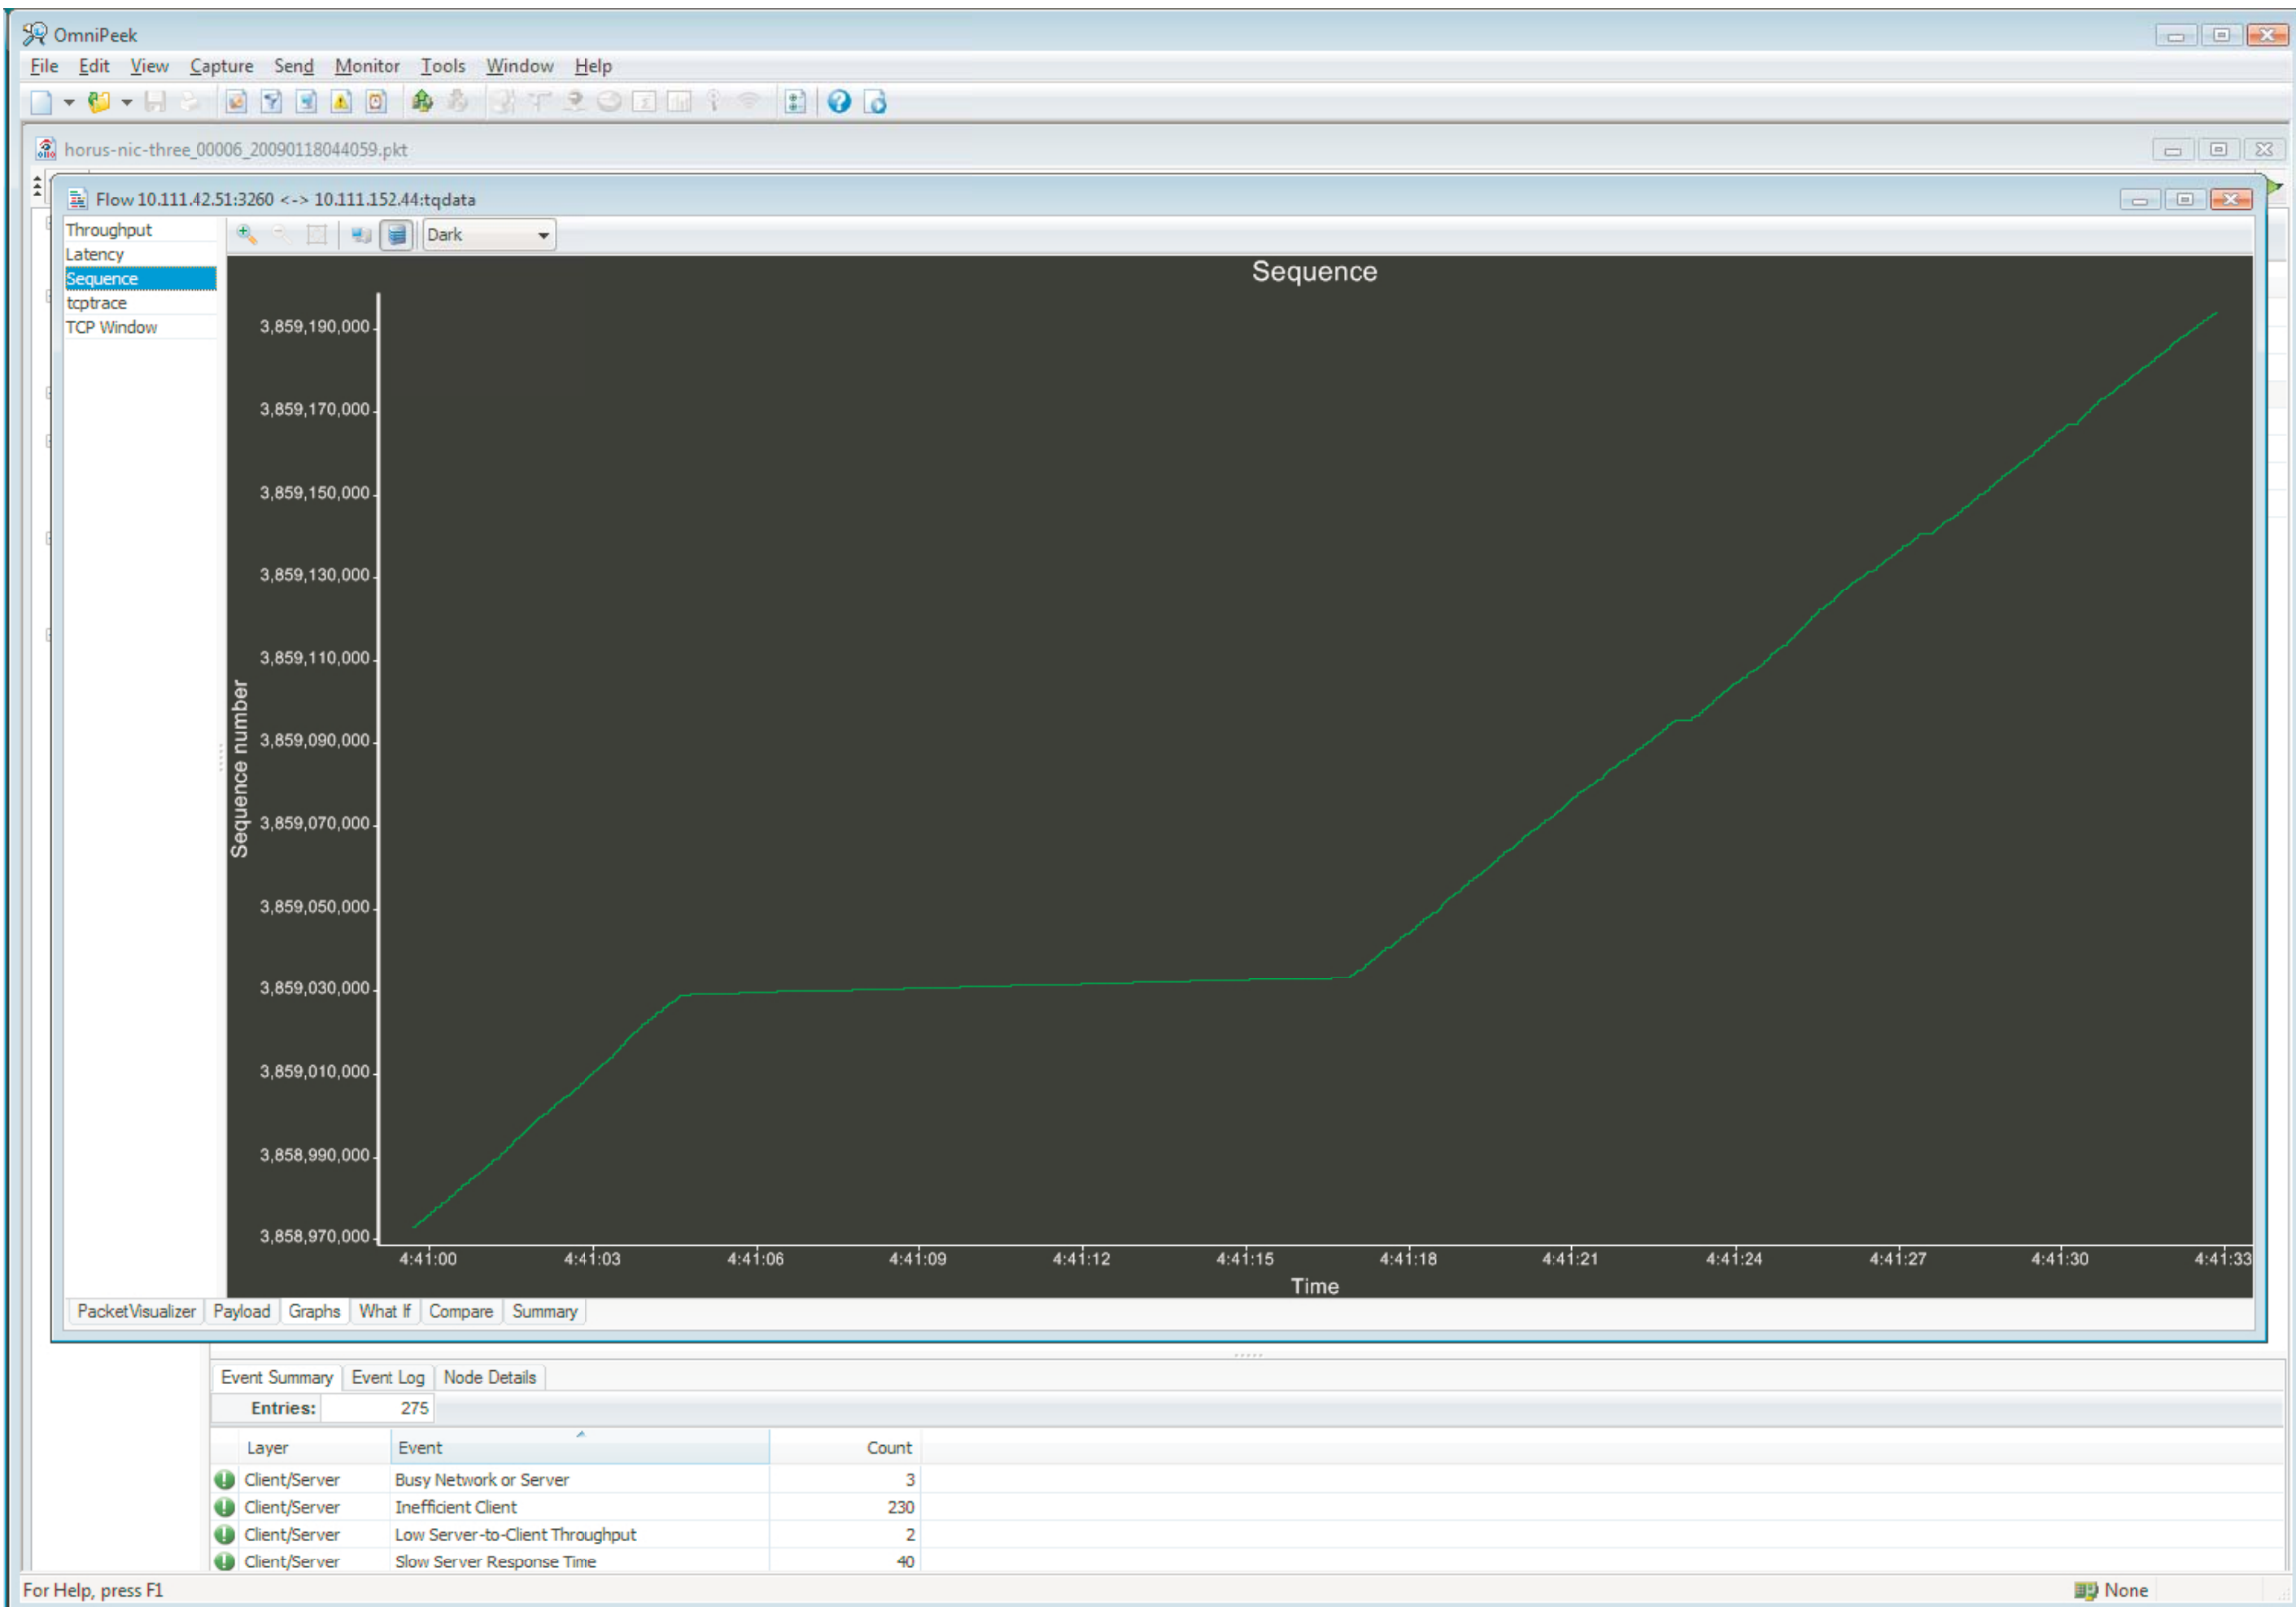 OmniPeek
File Edit View Capture Send Monitor Tools Window Help
horus-nic-three_00006_20090118044059.pkt
Flow 10.111.42.51:3260 <-> 10.111.152.44:tqdata
Throughput
Latency
Sequence
tcptrace
TCP Window
Dark
Sequence
Sequence number
3,859,190,000
3,859,170,000
3,859,150,000
3,859,130,000
3,859,110,000
3,859,090,000
3,859,070,000
3,859,050,000
3,859,030,000
3,859,010,000
3,858,990,000
3,858,970,000
4:41:00 4:41:03 4:41:06 4:41:09 4:41:12 4:41:15 4:41:18 4:41:21 4:41:24 4:41:27 4:41:30 4:41:33
Time
PacketVisualizer Payload Graphs What If Compare Summary
Event Summary Event Log Node Details
Entries: 275
Layer Event Count
Client/Server Busy Network or Server 3
Client/Server Inefficient Client 230
Client/Server Low Server-to-Client Throughput 2
Client/Server Slow Server Response Time 40
For Help, press F1 None